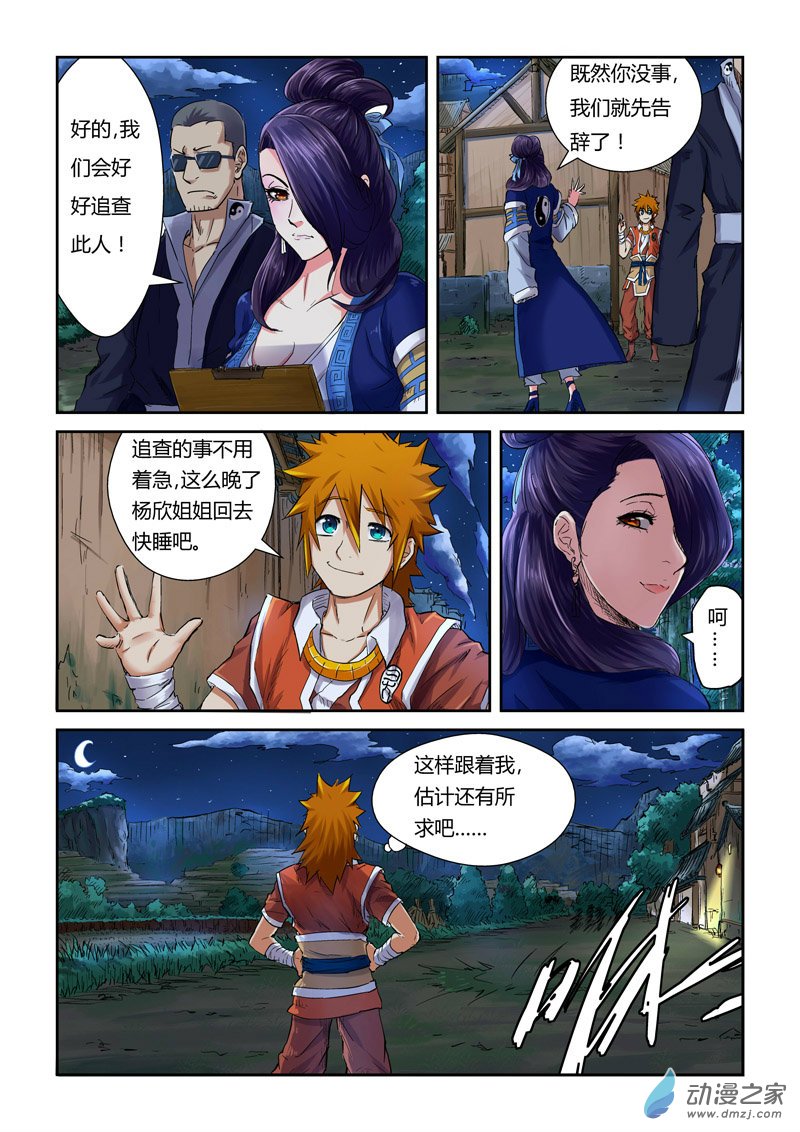 好的，我
们会好
好追查
此人！
既然你没事，
我们就先告
辞了！
追查的事不用
着急，这么晚了
杨欣姐姐回去
快睡吧。
呵
……
这样跟着我，
估计还有所
求吧……
动漫之家
www.dmzj.com